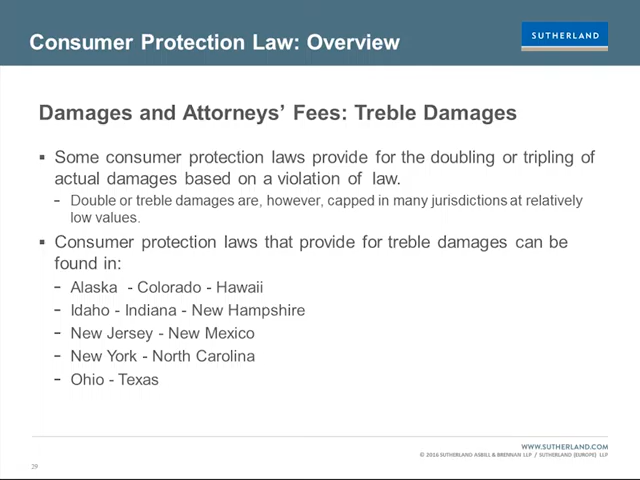 Consumer Protection Law: Overview
SUTHERLAND
Damages and Attorneys’ Fees: Treble Damages
▪ Some consumer protection laws provide for the doubling or tripling of
actual damages based on a violation of law.
- Double or treble damages are, however, capped in many jurisdictions at relatively
low values.
▪ Consumer protection laws that provide for treble damages can be
found in:
- Alaska - Colorado - Hawaii
- Idaho - Indiana - New Hampshire
- New Jersey - New Mexico
- New York - North Carolina
- Ohio - Texas
WWW.SUTHERLAND.COM
© 2016 SUTHERLAND ASBILL & BRENNAN LLP / SUTHERLAND (EUROPE) LLP
29